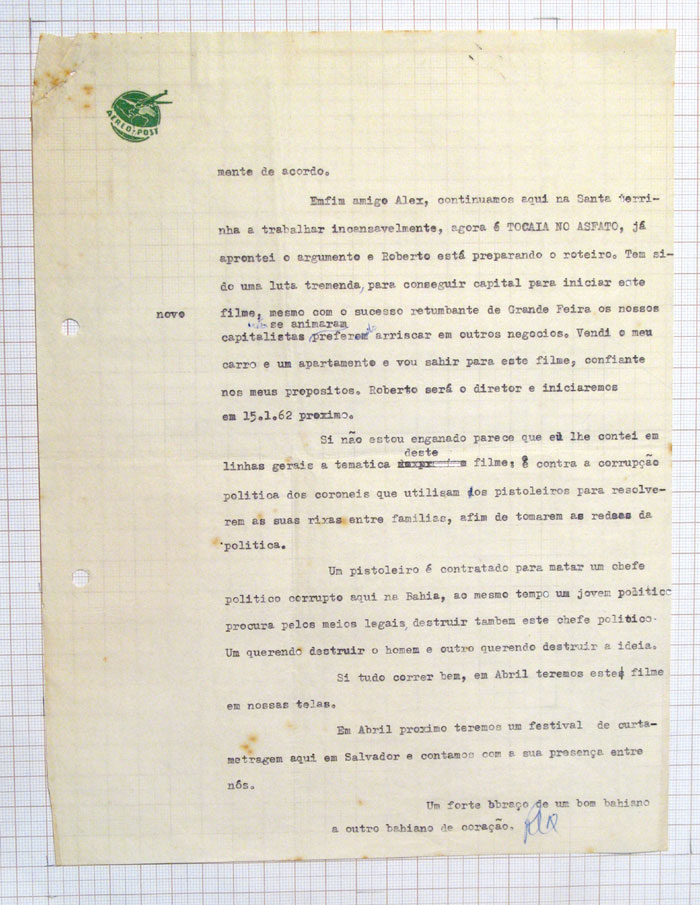 AEREO-POST
mente de acordo.
Emfim amigo Alex, continuamos aqui na Santa Terri-
nha a trabalhar incansavelmente, agora é TOCAIA NO ASFATO, já
aprontei o argumento e Roberto está preparando o roteiro. Tem si-
do uma luta tremenda, para conseguir capital para iniciar este
novo filme, mesmo com o sucesso retumbante de Grande Feira os nossos
não se animaram de
capitalistas preferem arriscar em outros negocios. Vendi o meu
carro e um apartamento e vou sahir para este filme, confiante
nos meus propositos. Roberto será o diretor e iniciaremos
em 15.1.62 proximo.
Si não estou enganado parece que eu lhe contei em
deste
linhas gerais a tematica filme, é contra a corrupção
politica dos coroneis que utilisam dos pistoleiros para resolve-
rem as suas rixas entre familias, afim de tomarem as redeas da
politica.
Um pistoleiro é contratado para matar um chefe
politico corrupto aqui na Bahia, ao mesmo tempo um jovem politico
procura pelos meios legais, destruir tambem este chefe politico.
Um querendo destruir o homem e outro querendo destruir a ideia.
Si tudo correr bem, em Abril teremos este filme
em nossas telas.
Em Abril proximo teremos um festival de curta-
metragem aqui em Salvador e contamos com a sua presença entre
nós.
Um forte bbraço de um bom bahiano
a outro bahiano de coração.